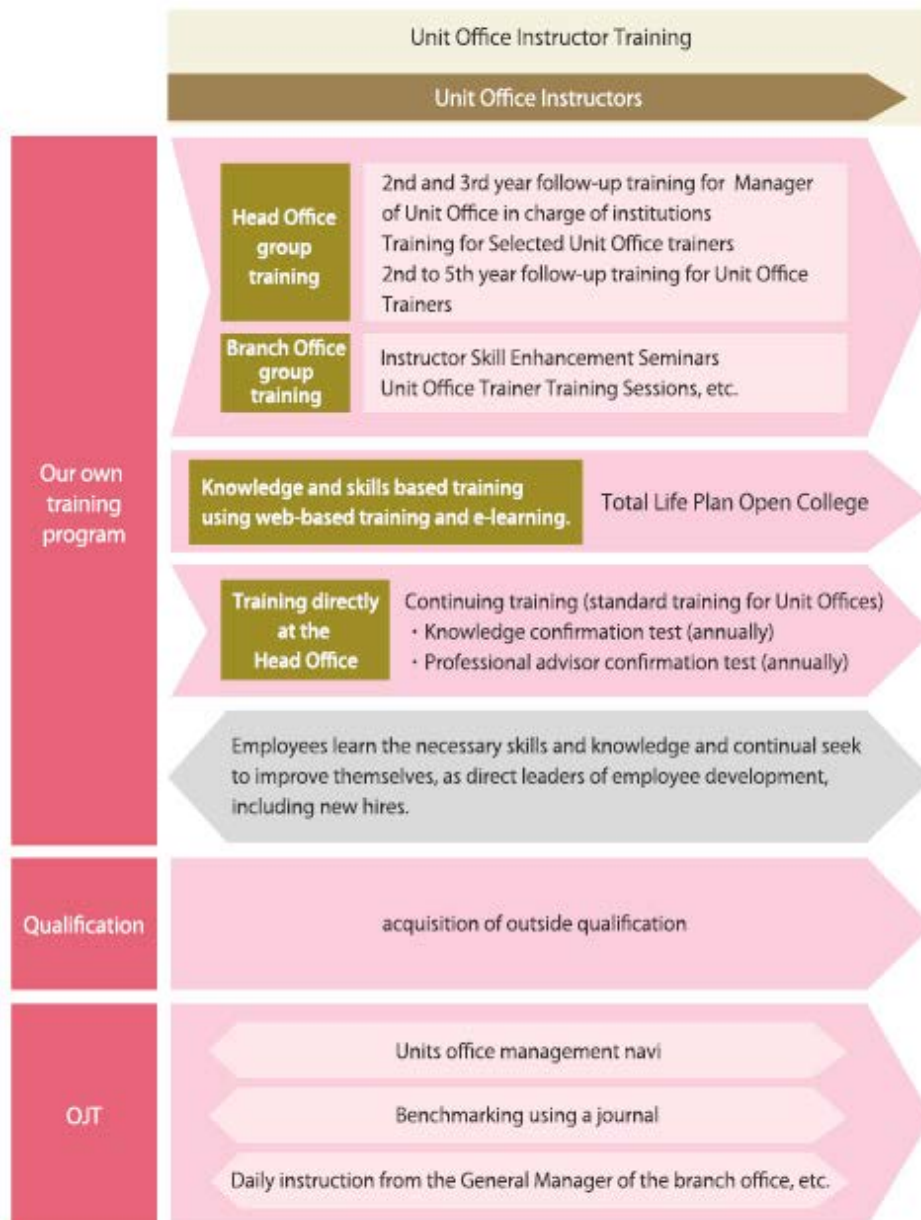 Unit Office Instructor Training
Unit Office Instructors
Our own
training
program
Head Office
group
training
2nd and 3rd year follow-up training for Manager
of Unit Office in charge of institutions
Training for Selected Unit Office trainers
2nd to 5th year follow-up training for Unit Office
Trainers
Branch Office
group
training
Instructor Skill Enhancement Seminars
Unit Office Trainer Training Sessions, etc.
Knowledge and skills based training
using web-based training and e-learning.
Total Life Plan Open College
Training directly
at the
Head Office
Continuing training (standard training for Unit Offices)
・Knowledge confirmation test (annually)
・Professional advisor confirmation test (annually)
Employees learn the necessary skills and knowledge and continual seek
to improve themselves, as direct leaders of employee development,
including new hires.
Qualification
acquisition of outside qualification
OJT
Units office management navi
Benchmarking using a journal
Daily instruction from the General Manager of the branch office, etc.